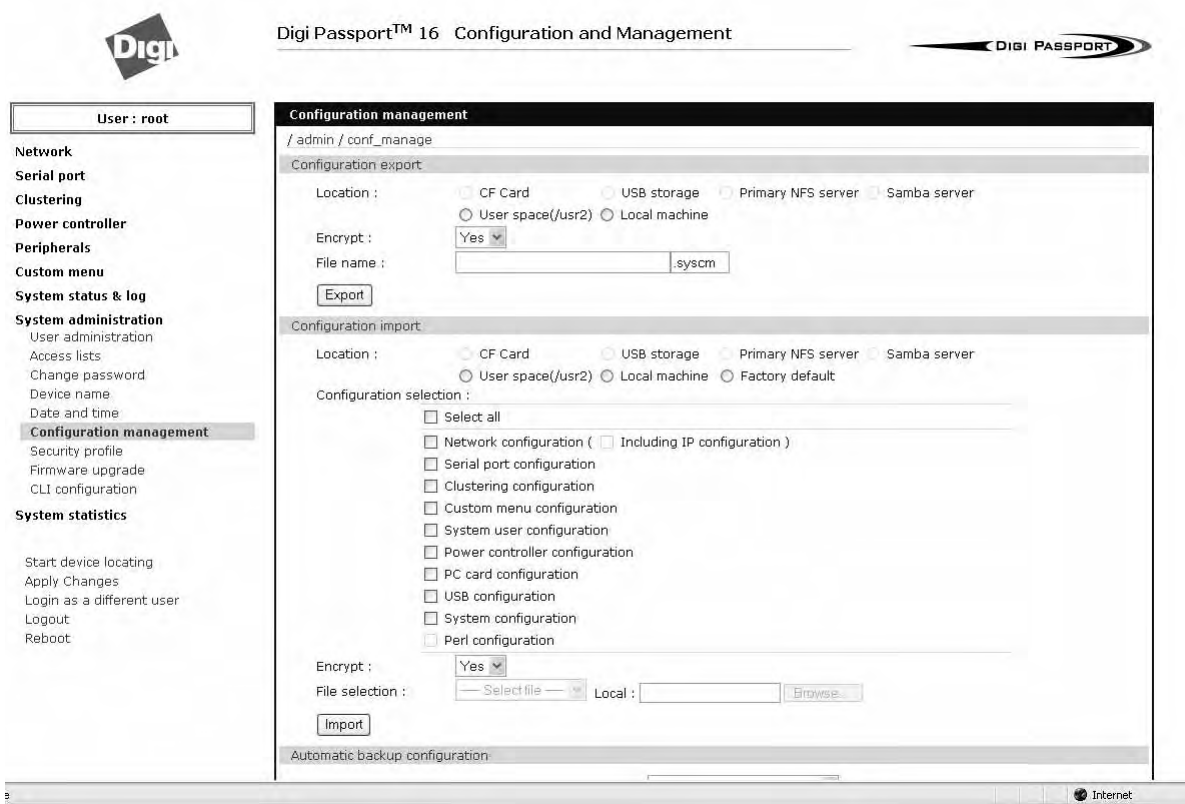 Digi
Digi Passport™ 16 Configuration and Management
DIGI PASSPORT
User : root
Network
Serial port
Clustering
Power controller
Peripherals
Custom menu
System status & log
System administration
User administration
Access lists
Change password
Device name
Date and time
Configuration management
Security profile
Firmware upgrade
CLI configuration
System statistics
Start device locating
Apply Changes
Login as a different user
Logout
Reboot
Configuration management
/ admin / conf_manage
Configuration export
Location : CF Card USB storage Primary NFS server Samba server
User space(/usr2) Local machine
Encrypt : Yes
File name : .syscm
Export
Configuration import
Location : CF Card USB storage Primary NFS server Samba server
User space(/usr2) Local machine Factory default
Configuration selection :
Select all
Network configuration ( Including IP configuration )
Serial port configuration
Clustering configuration
Custom menu configuration
System user configuration
Power controller configuration
PC card configuration
USB configuration
System configuration
Perl configuration
Encrypt : Yes
File selection : --- Select file --- Local : Browse...
Import
Automatic backup configuration
e
Internet